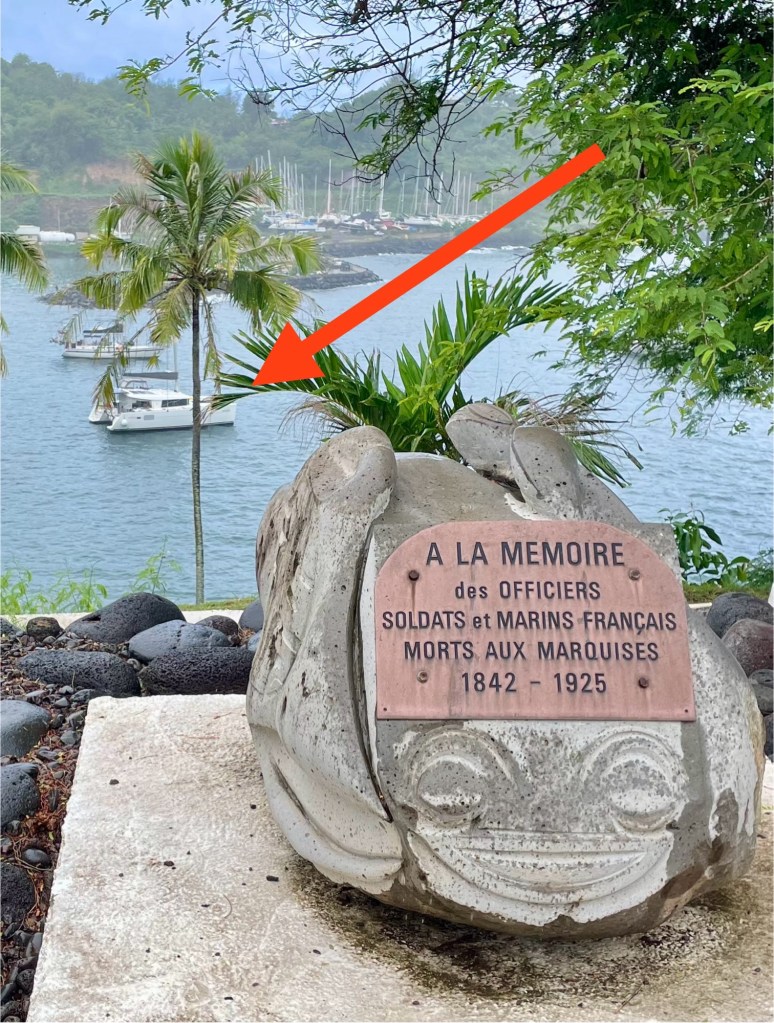 A LA MEMOIRE
des OFFICIERS
SOLDATS et MARINS FRANÇAIS
MORTS AUX MARQUISES
1842 - 1925